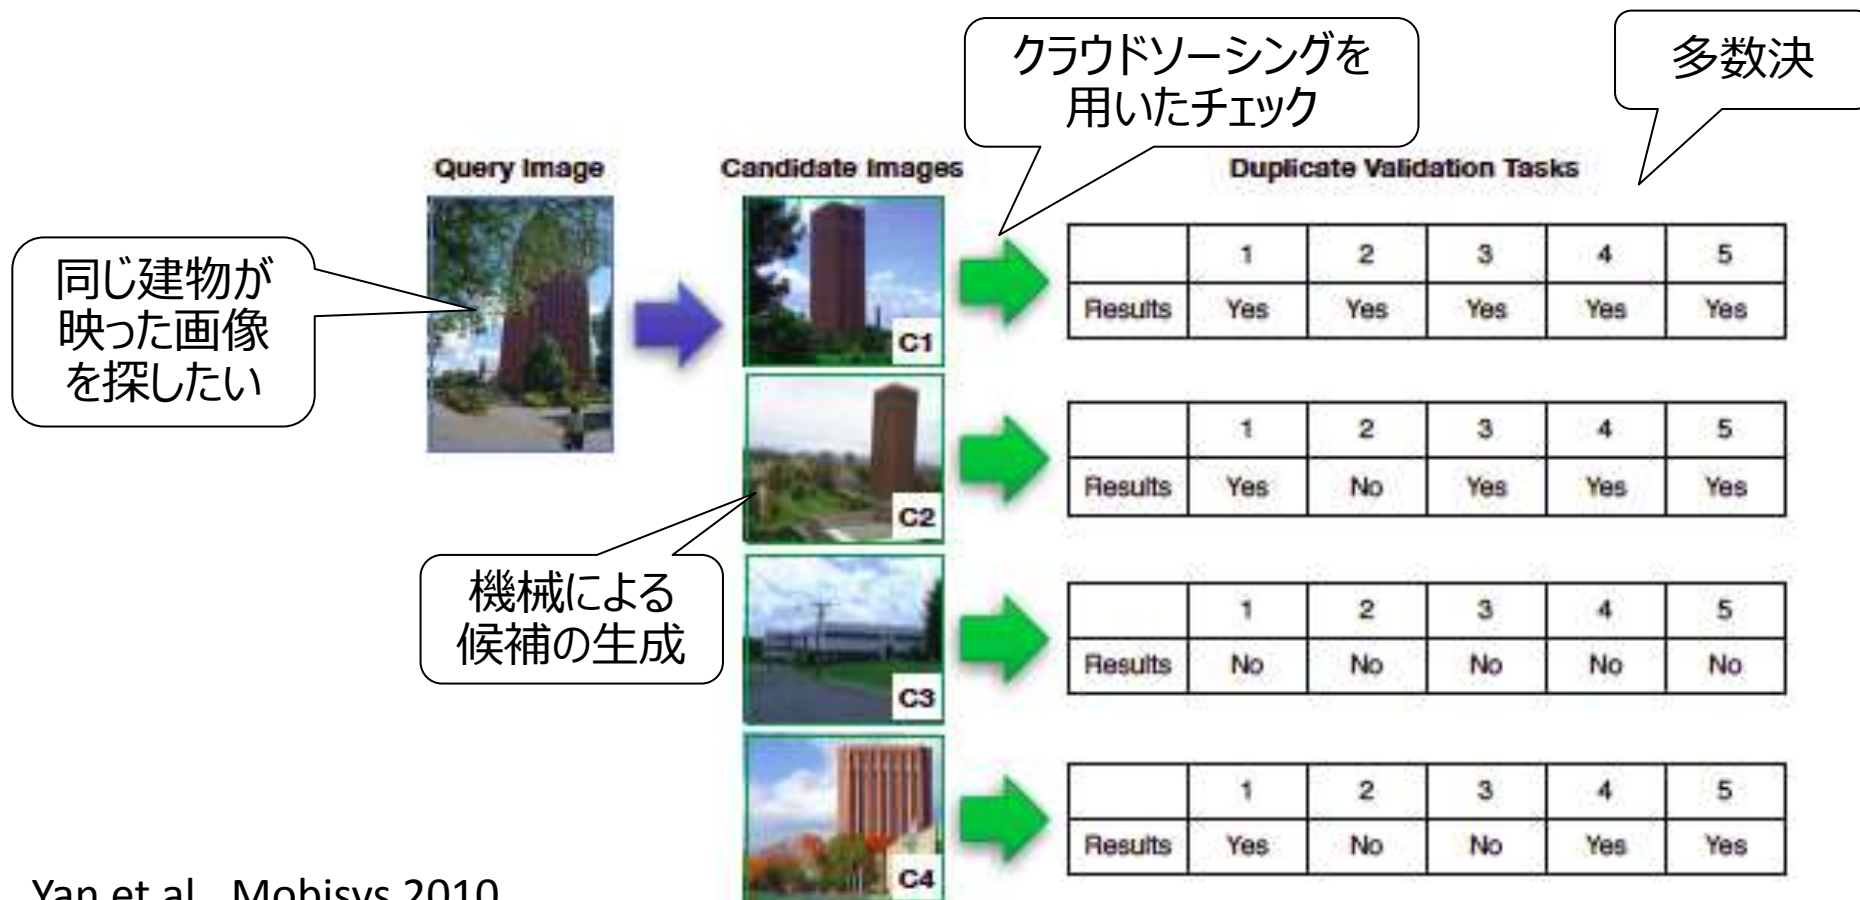 クラウドソーシングを
用いたチェック
多数決
Query Image
Candidate Images
Duplicate Validation Tasks
同じ建物が
映った画像
を探したい
C1
1 2 3 4 5
Results Yes Yes Yes Yes Yes
C2
1 2 3 4 5
Results Yes No Yes Yes Yes
機械による
候補の生成
C3
1 2 3 4 5
Results No No No No No
C4
1 2 3 4 5
Results Yes No No Yes Yes
Yan et al., Mobisys 2010